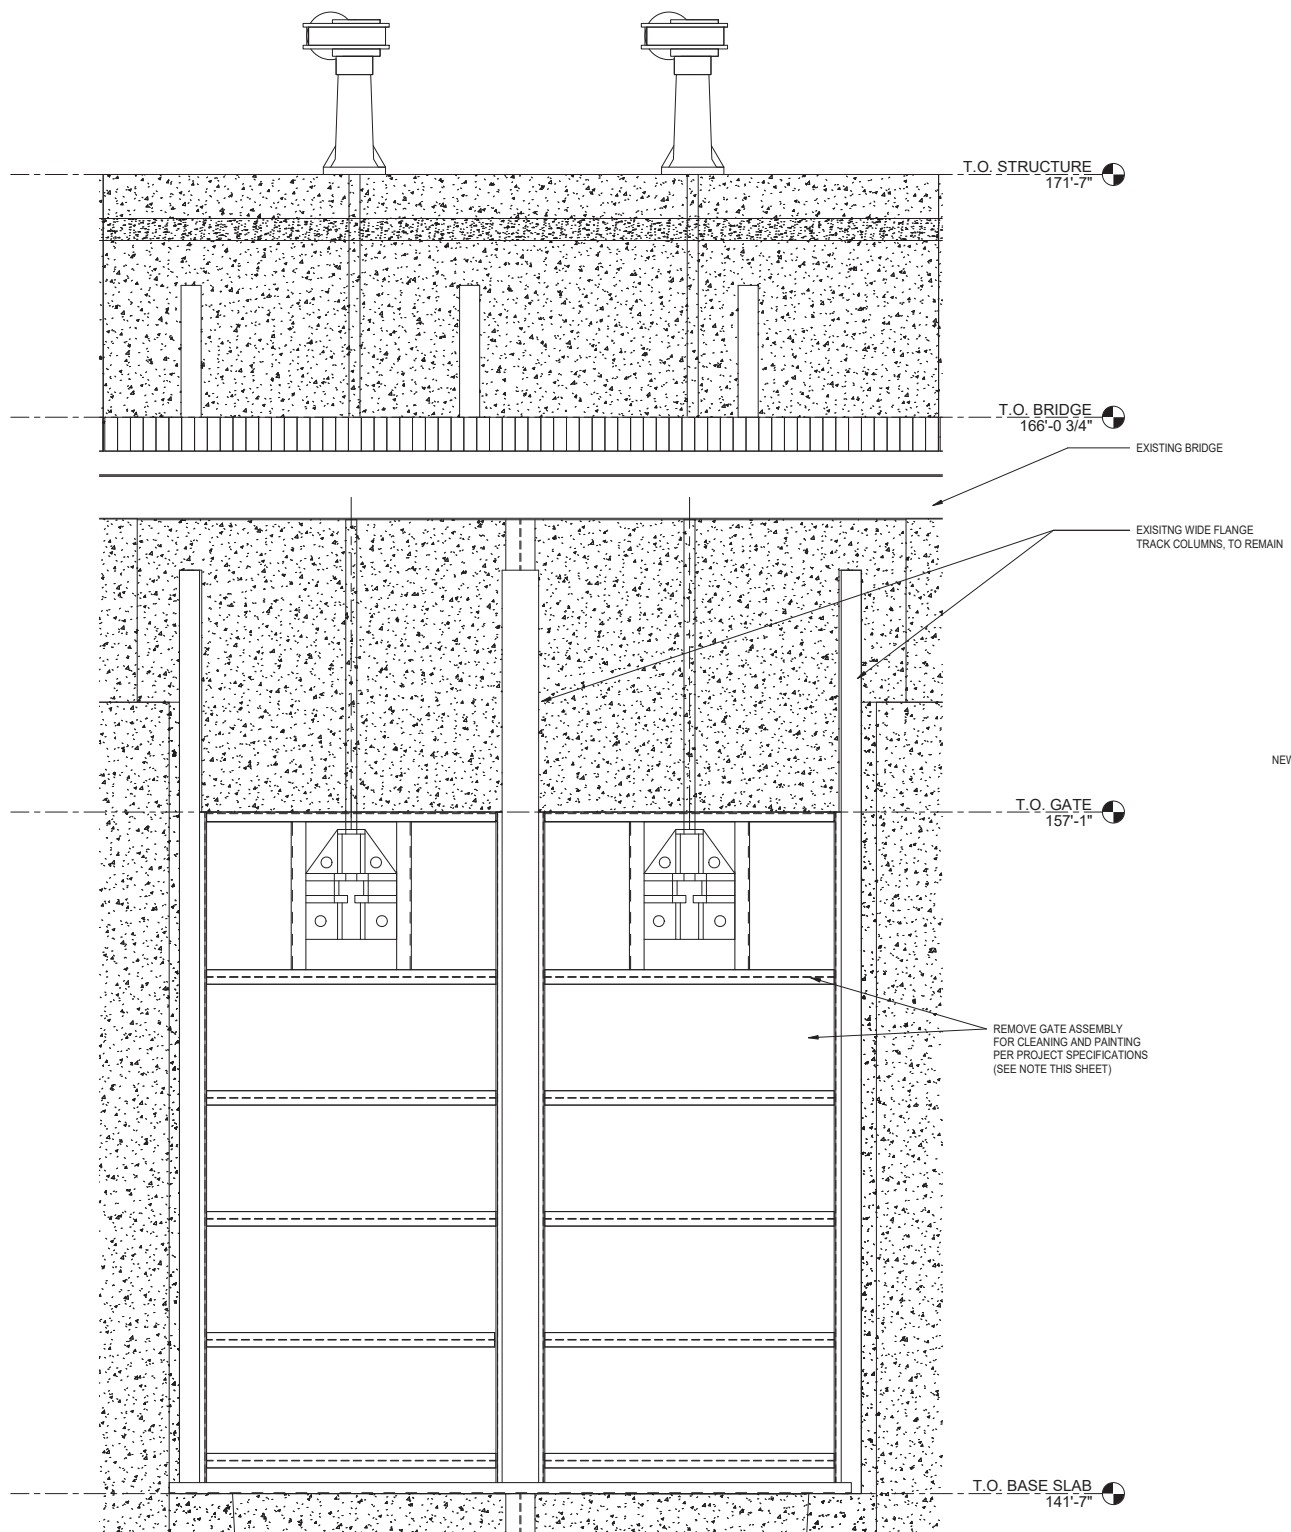 T.O. STRUCTURE
171'-7"
T.O. BRIDGE
166'-0 3/4"
EXISTING BRIDGE
EXISITNG WIDE FLANGE
TRACK COLUMNS, TO REMAIN
NEW
T.O. GATE
157'-1"
REMOVE GATE ASSEMBLY
FOR CLEANING AND PAINTING
PER PROJECT SPECIFICATIONS
(SEE NOTE THIS SHEET)
T.O. BASE SLAB
141'-7"